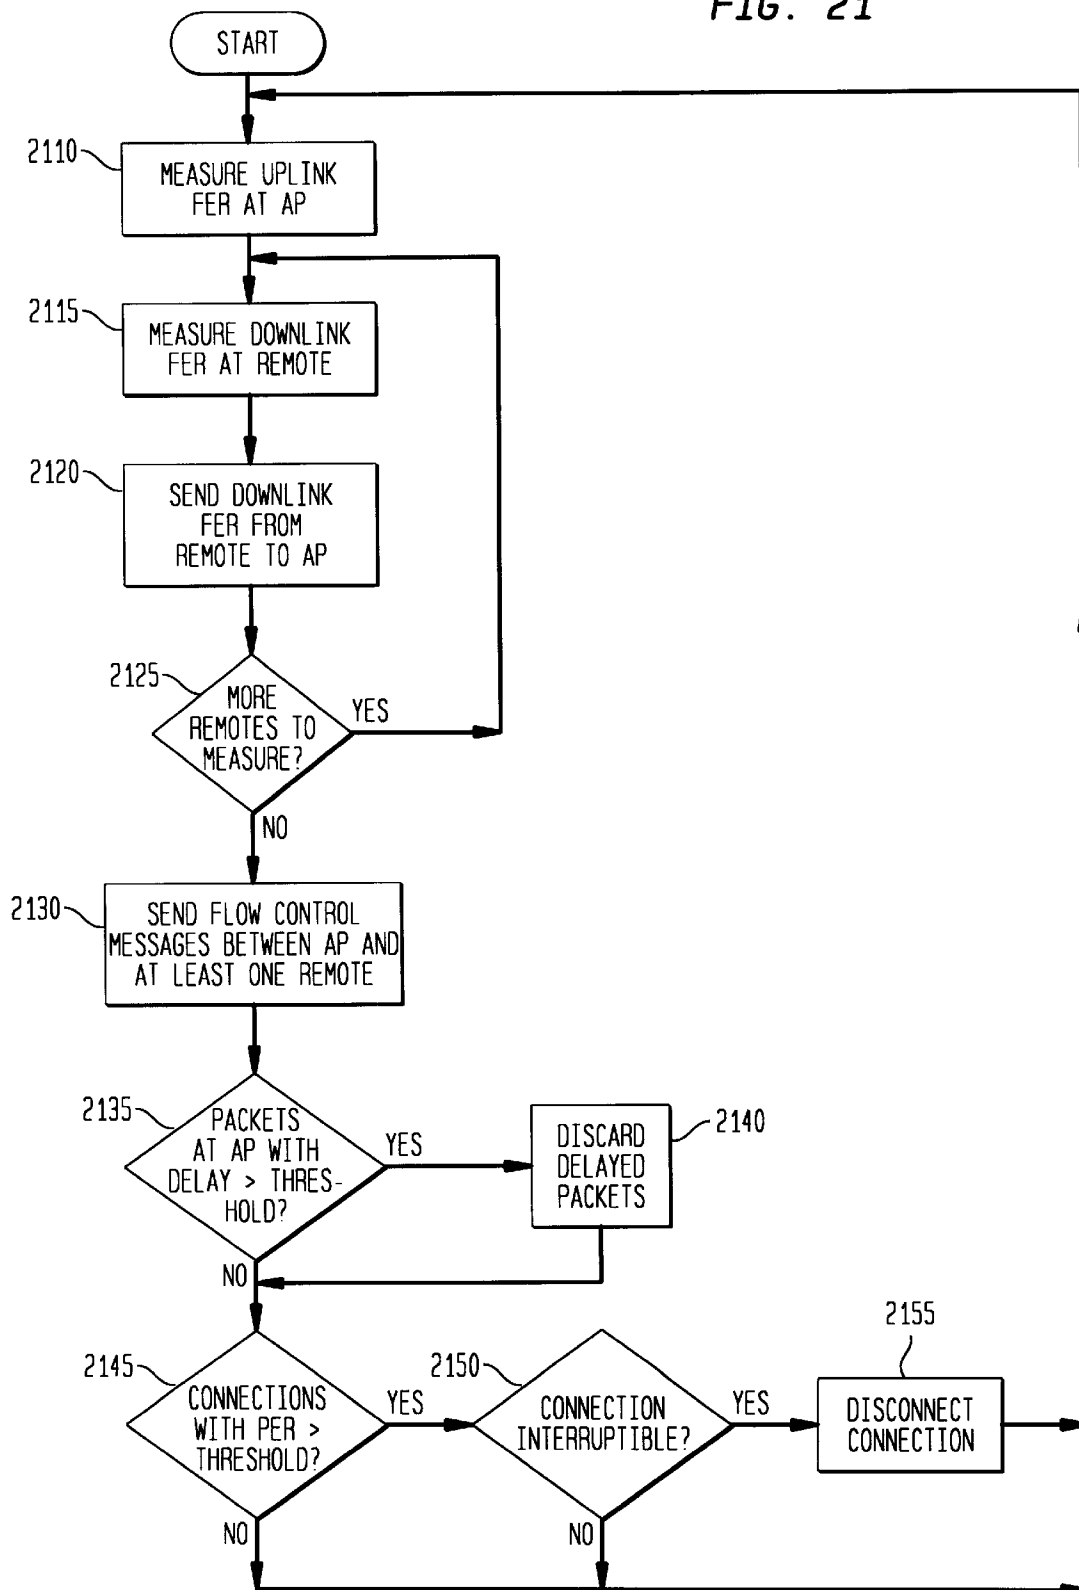 FIG. 21
START
2110
MEASURE UPLINK
FER AT AP
2115
MEASURE DOWNLINK
FER AT REMOTE
2120
SEND DOWNLINK
FER FROM
REMOTE TO AP
2125
MORE
REMOTES TO
MEASURE?
YES
NO
2130
SEND FLOW CONTROL
MESSAGES BETWEEN AP AND
AT LEAST ONE REMOTE
2135
PACKETS
AT AP WITH
DELAY > THRES-
HOLD?
YES
2140
DISCARD
DELAYED
PACKETS
NO
2145
CONNECTIONS
WITH PER >
THRESHOLD?
YES
2150
CONNECTION
INTERRUPTIBLE?
YES
2155
DISCONNECT
CONNECTION
NO
NO